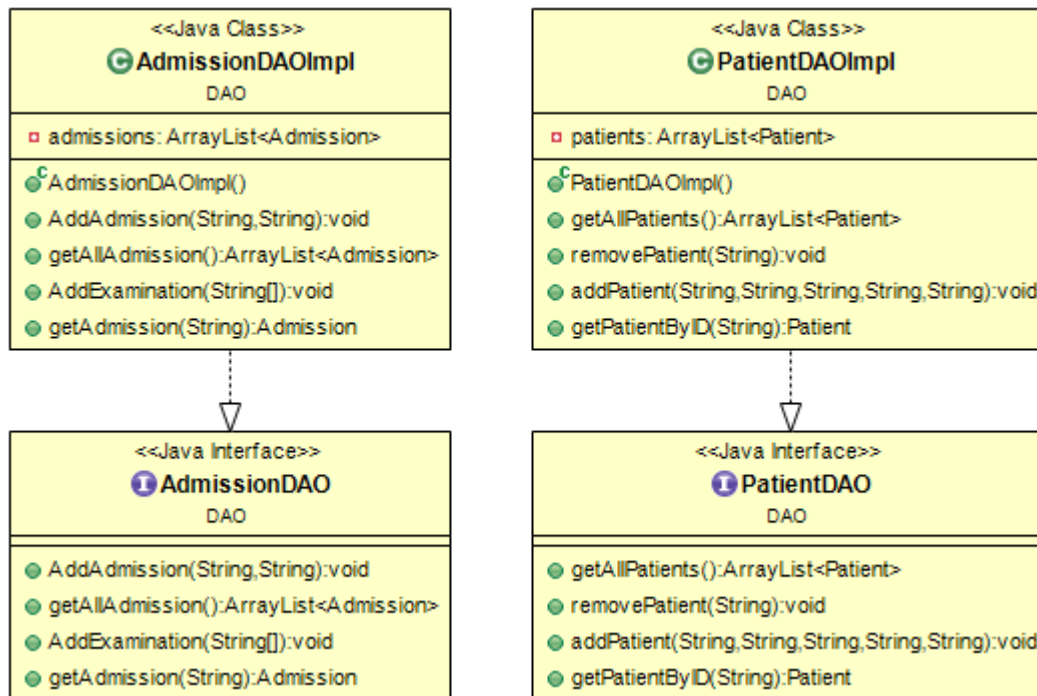 <<Java Class>>
AdmissionDAOImpl
DAO
admissions: ArrayList<Admission>
AdmissionDAOImpl()
AddAdmission(String,String):void
getAllAdmission():ArrayList<Admission>
AddExamination(String[]):void
getAdmission(String):Admission
<<Java Class>>
PatientDAOImpl
DAO
patients: ArrayList<Patient>
PatientDAOImpl()
getAllPatients():ArrayList<Patient>
removePatient(String):void
addPatient(String,String,String,String,String):void
getPatientByID(String):Patient
<<Java Interface>>
AdmissionDAO
DAO
AddAdmission(String,String):void
getAllAdmission():ArrayList<Admission>
AddExamination(String[]):void
getAdmission(String):Admission
<<Java Interface>>
PatientDAO
DAO
getAllPatients():ArrayList<Patient>
removePatient(String):void
addPatient(String,String,String,String,String):void
getPatientByID(String):Patient